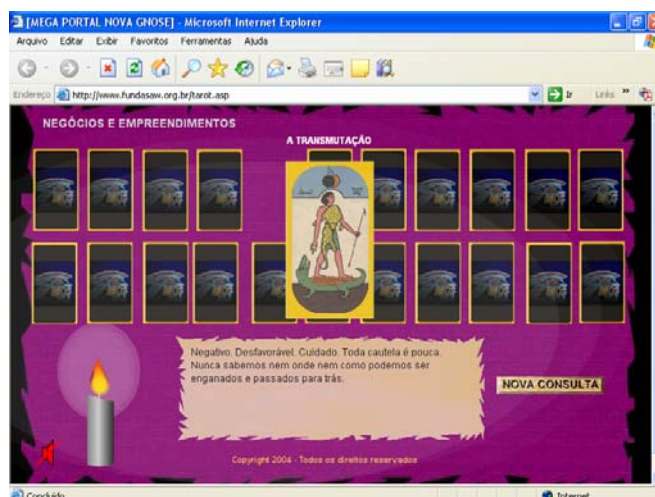 [MEGA PORTAL NOVA GNOSE] - Microsoft Internet Explorer
Arquivo Editar Exibir Favoritos Ferramentas Ajuda
Endereço http://www.fundasaw.org.br/tarot.asp Ir Links »
NEGÓCIOS E EMPREENDIMENTOS
A TRANSMUTAÇÃO
Negativo. Desfavorável. Cuidado. Toda cautela é pouca.
Nunca sabemos nem onde nem como podemos ser
enganados e passados para trás.
NOVA CONSULTA
Copyright 2004 - Todos os direitos reservados
Concluído Internet